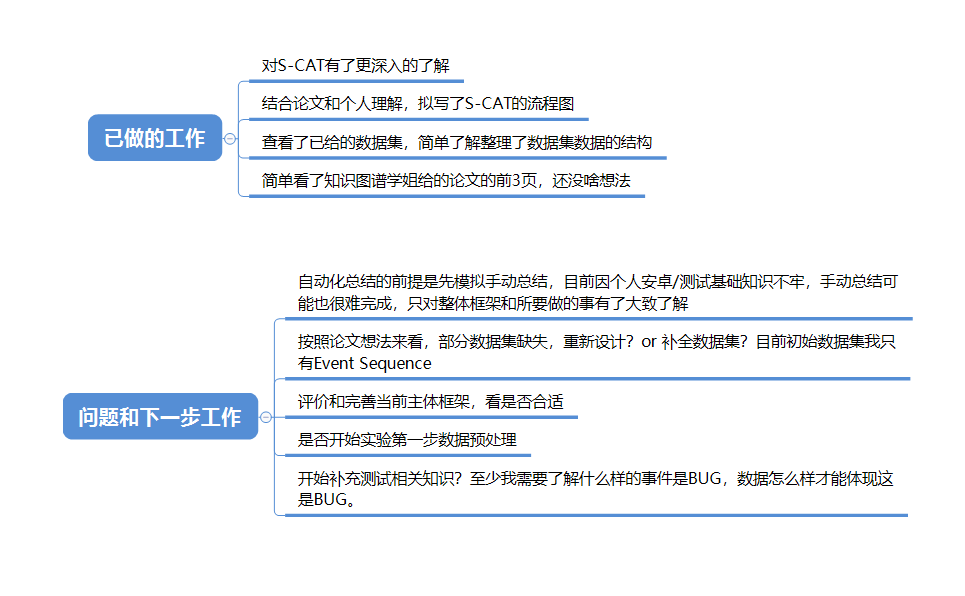 已做的工作
对S-CAT有了更深入的了解
结合论文和个人理解，拟写了S-CAT的流程图
查看了已给的数据集，简单了解整理了数据集数据的结构
简单看了知识图谱学姐给的论文的前3页，还没啥想法
问题和下一步工作
自动化总结的前提是先模拟手动总结，目前因个人安卓/测试基础知识不牢，手动总结可
能也很难完成，只对整体框架和所要做的事有了大致了解
按照论文想法来看，部分数据集缺失，重新设计？or 补全数据集？目前初始数据集我只
有Event Sequence
评价和完善当前主体框架，看是否合适
是否开始实验第一步数据预处理
开始补充测试相关知识？至少我需要了解什么样的事件是BUG，数据怎么样才能体现这
是BUG。